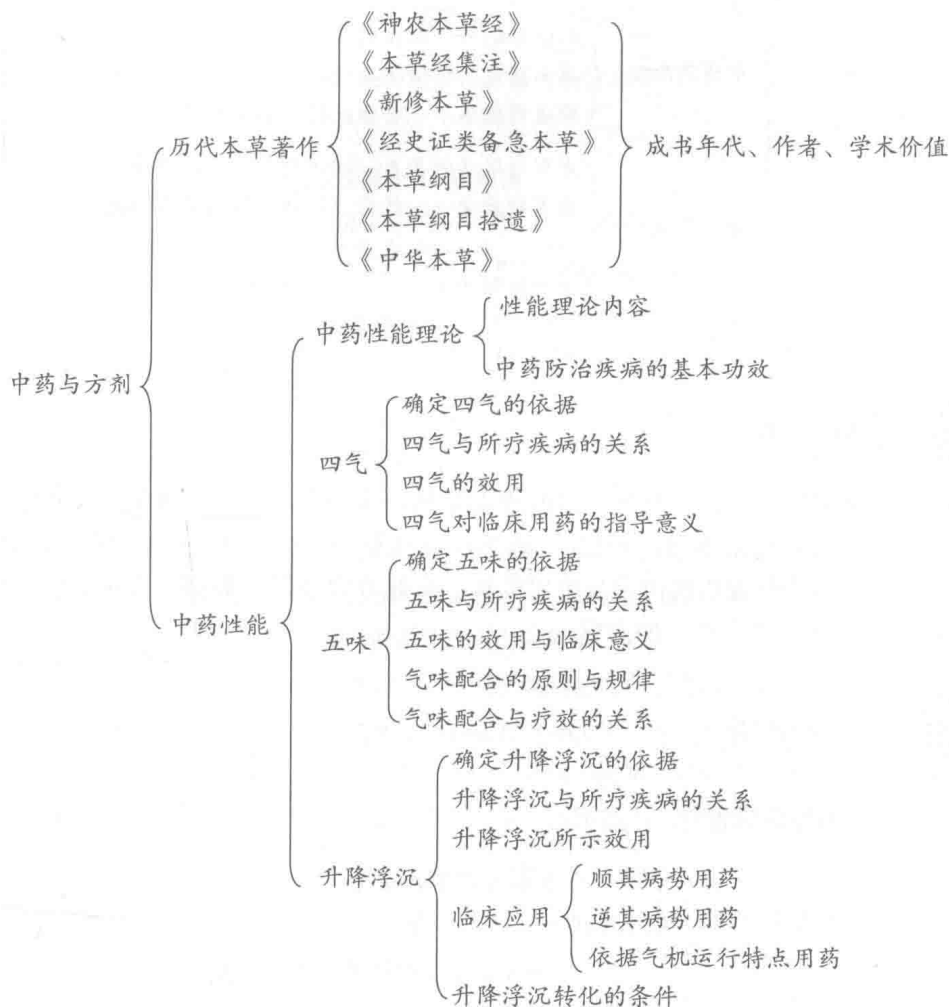 中药与方剂
历代本草著作
《神农本草经》
《本草经集注》
《新修本草》
《经史证类备急本草》
《本草纲目》
《本草纲目拾遗》
《中华本草》
成书年代、作者、学术价值
中药性能
中药性能理论
性能理论内容
中药防治疾病的基本功效
四气
确定四气的依据
四气与所疗疾病的关系
四气的效用
四气对临床用药的指导意义
五味
确定五味的依据
五味与所疗疾病的关系
五味的效用与临床意义
气味配合的原则与规律
气味配合与疗效的关系
升降浮沉
确定升降浮沉的依据
升降浮沉与所疗疾病的关系
升降浮沉所示效用
临床应用
顺其病势用药
逆其病势用药
依据气机运行特点用药
升降浮沉转化的条件